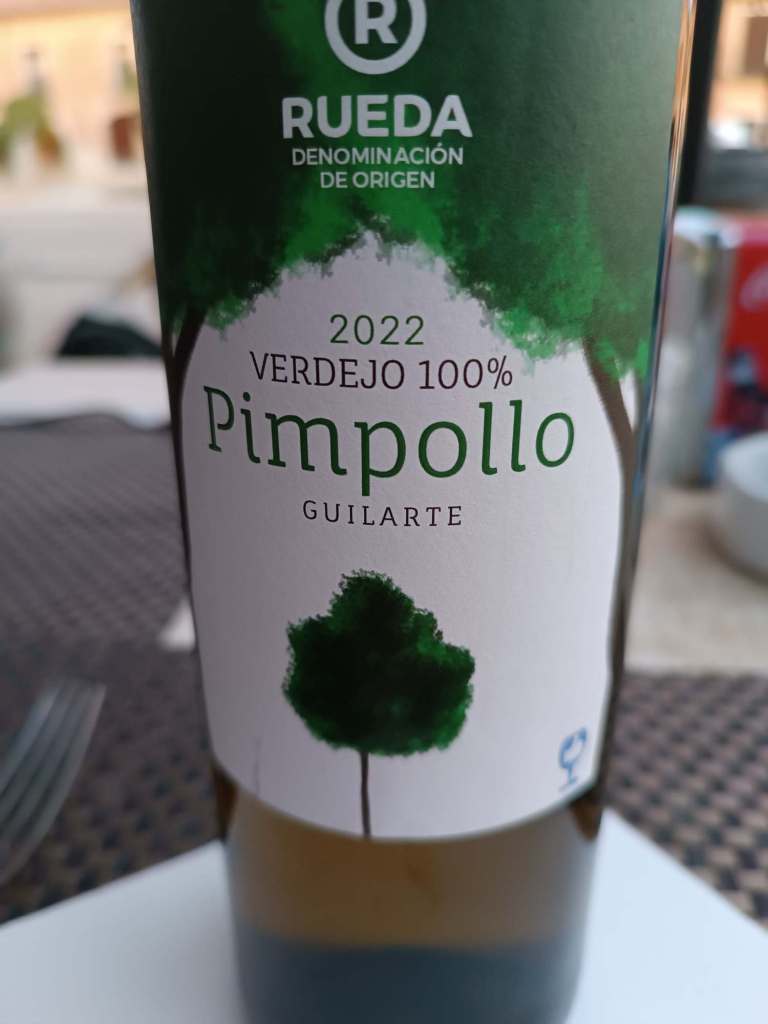 R
RUEDA
DENOMINACIÓN
DE ORIGEN
2022
VERDEJO 100%
Pimpollo
GUILARTE